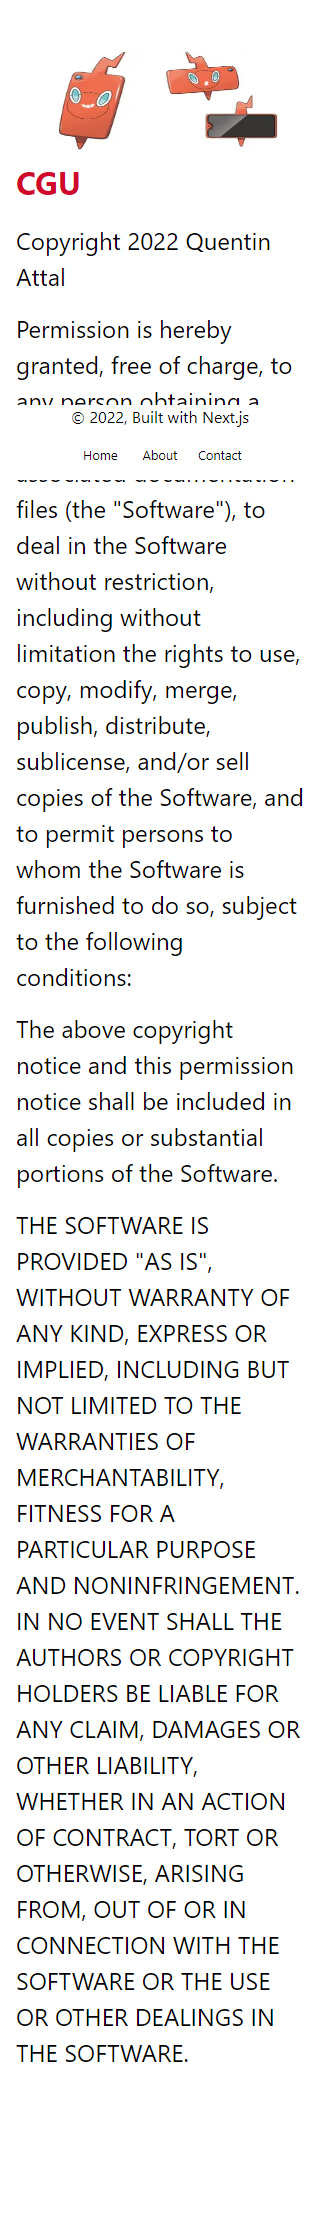 CGU
Copyright 2022 Quentin
Attal
Permission is hereby
granted, free of charge, to
any person obtaining a
© 2022, Built with Next.js
Home About Contact
associated documentation
files (the "Software"), to
deal in the Software
without restriction,
including without
limitation the rights to use,
copy, modify, merge,
publish, distribute,
sublicense, and/or sell
copies of the Software, and
to permit persons to
whom the Software is
furnished to do so, subject
to the following
conditions:
The above copyright
notice and this permission
notice shall be included in
all copies or substantial
portions of the Software.
THE SOFTWARE IS
PROVIDED "AS IS",
WITHOUT WARRANTY OF
ANY KIND, EXPRESS OR
IMPLIED, INCLUDING BUT
NOT LIMITED TO THE
WARRANTIES OF
MERCHANTABILITY,
FITNESS FOR A
PARTICULAR PURPOSE
AND NONINFRINGEMENT.
IN NO EVENT SHALL THE
AUTHORS OR COPYRIGHT
HOLDERS BE LIABLE FOR
ANY CLAIM, DAMAGES OR
OTHER LIABILITY,
WHETHER IN AN ACTION
OF CONTRACT, TORT OR
OTHERWISE, ARISING
FROM, OUT OF OR IN
CONNECTION WITH THE
SOFTWARE OR THE USE
OR OTHER DEALINGS IN
THE SOFTWARE.